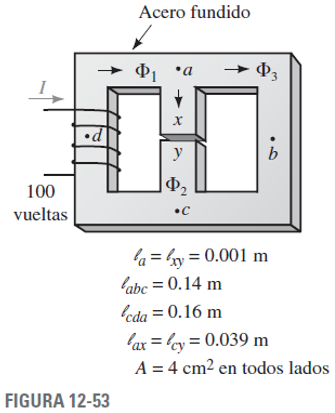 Acero fundido
Φ1 •a Φ3
I
x
•d
y
b
100
vueltas
Φ2
•c
ℓa = ℓxy = 0.001 m
ℓabc = 0.14 m
ℓcda = 0.16 m
ℓax = ℓcy = 0.039 m
A = 4 cm² en todos lados
FIGURA 12-53